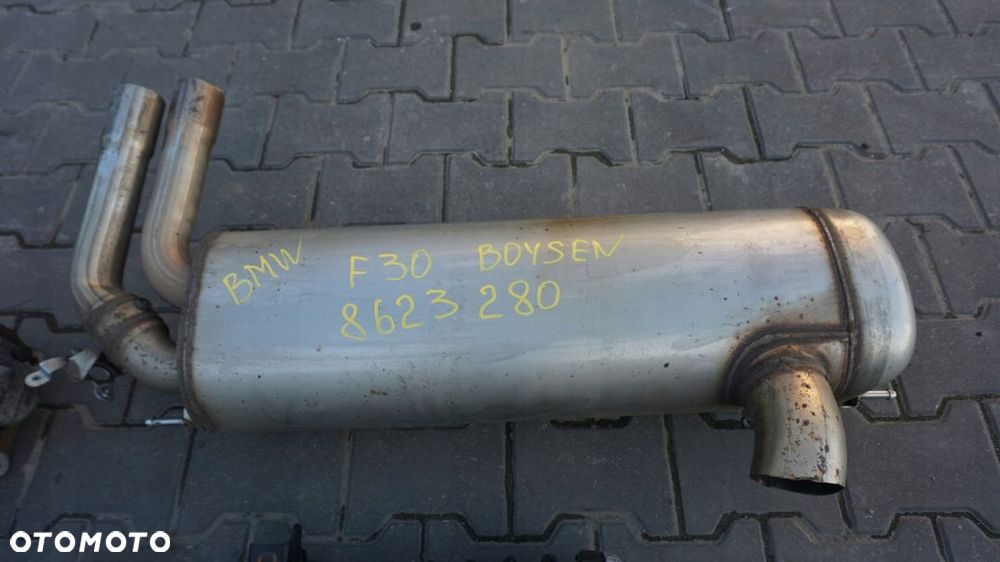 BMW F30 BOYSEN
8623 280
OTOMOTO